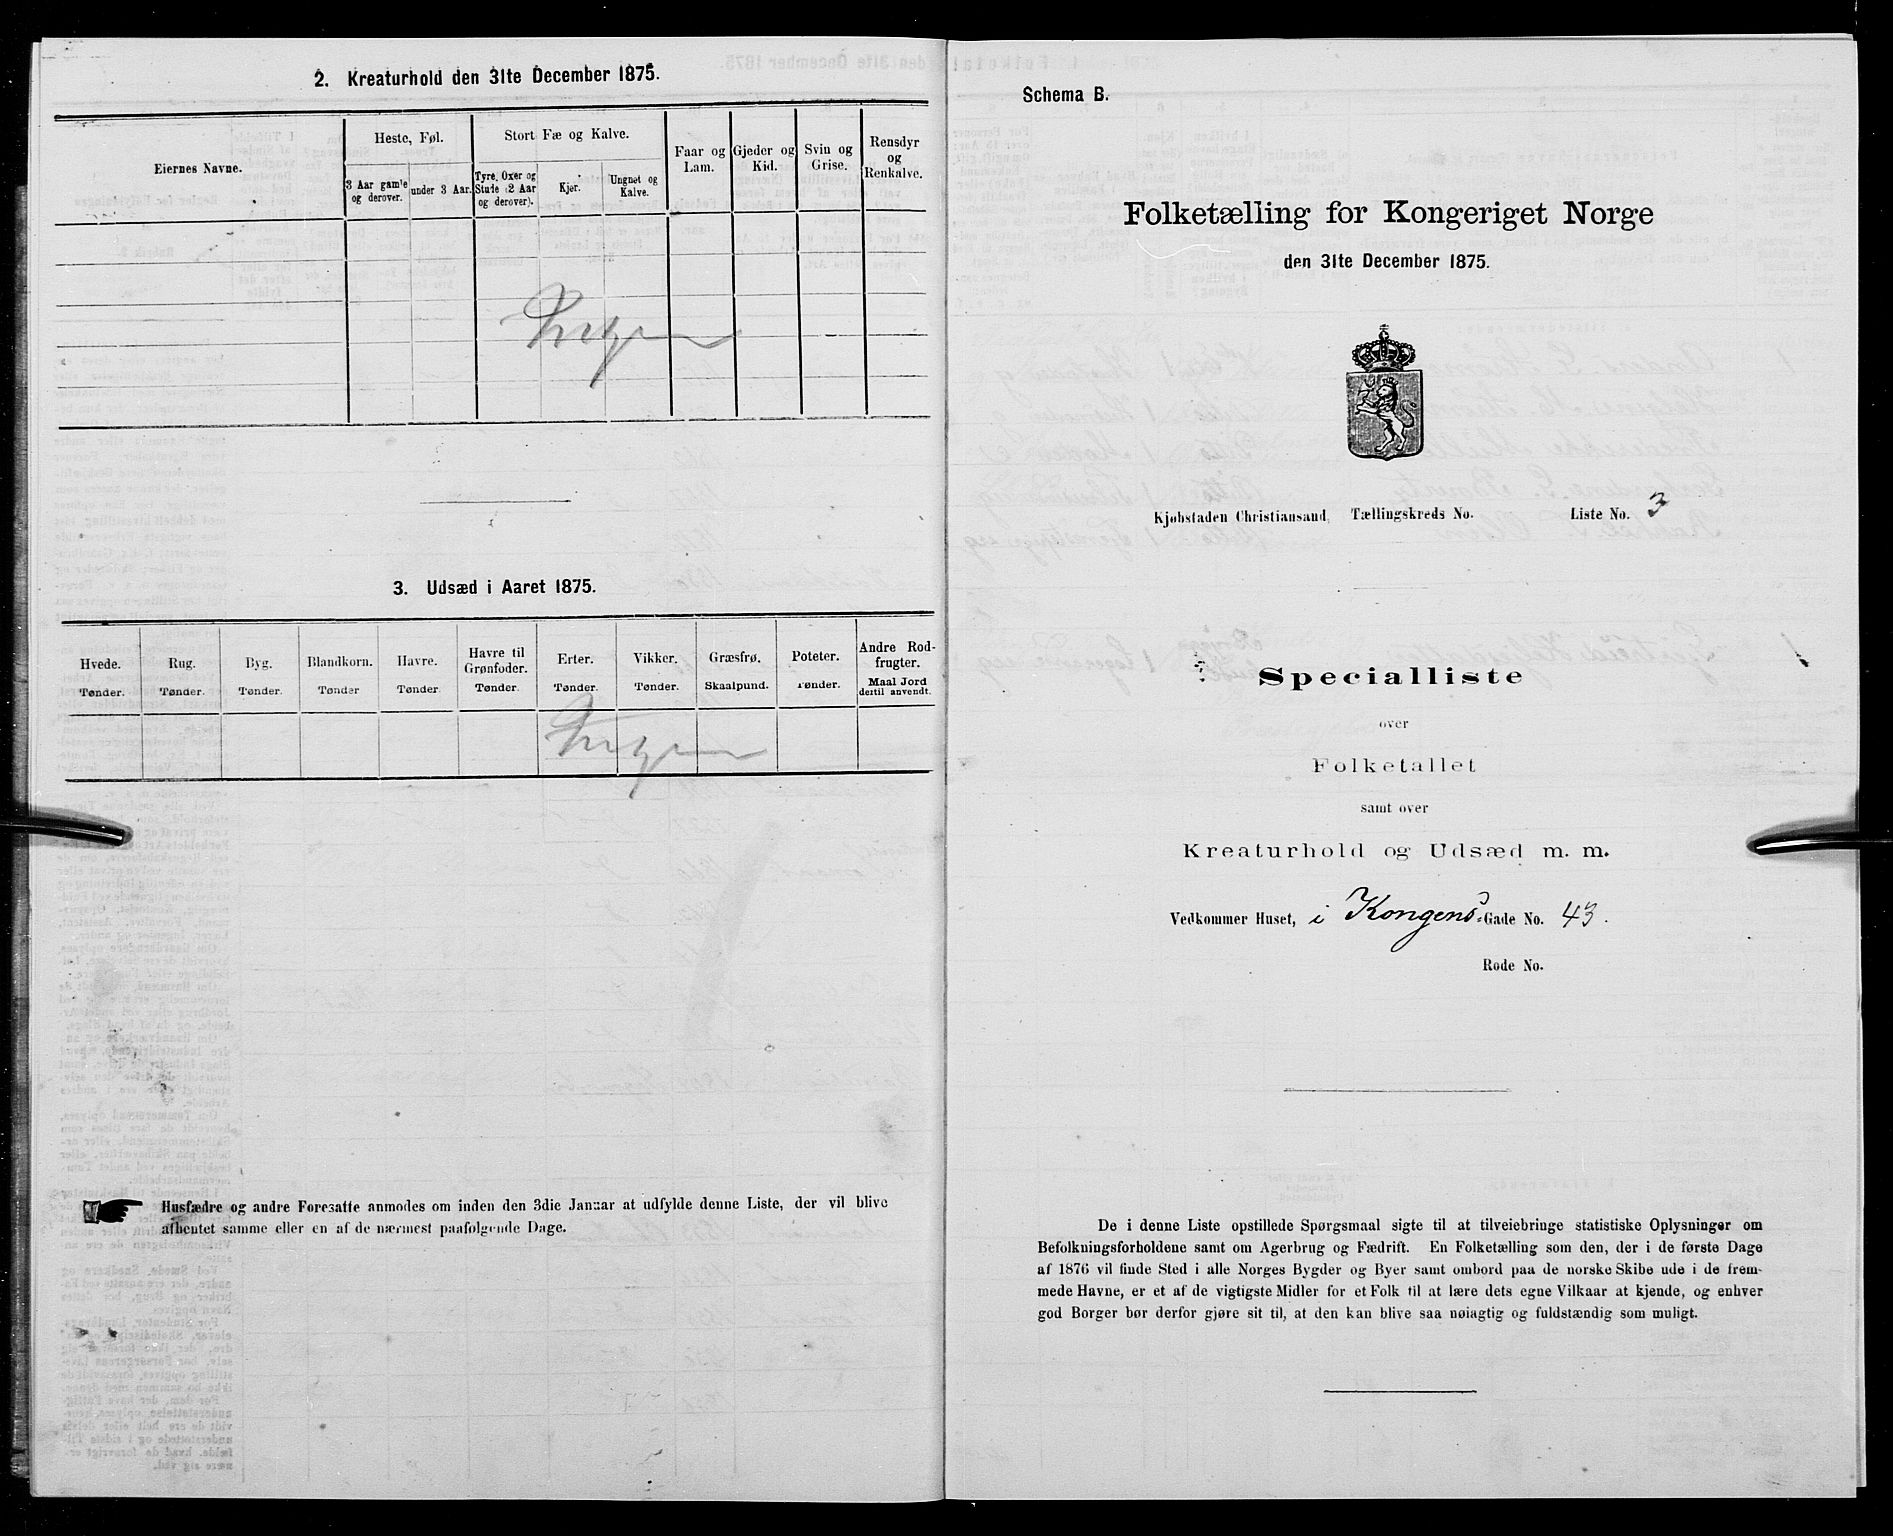 2. Kreaturhold den 31te December 1875.
Eiernes Navne.
Heste, Føl.
3 Aar gamle og derover.
under 3 Aar.
Stort Fæ og Kalve.
Tyre, Oxer og Stude (2 Aar og derover).
Kjør.
Ungnet og Kalve.
Faar og Lam.
Gjeder og Kid.
Svin og Grise.
Rensdyr og Renkalve.
Ingen
3. Udsæd i Aaret 1875.
Hvede. Tønder.
Rug. Tønder.
Byg. Tønder.
Blandkorn. Tønder
Havre. Tønder.
Havre til Grønfoder. Tønder.
Erter. Tønder.
Vikker. Tønder.
Græsfrø. Skaalpund.
Poteter. Tønder.
Andre Rodfrugter. Maal Jord dertil anvendt.
Ingen
Husfædre og andre Foresatte anmodes om inden den 3die Januar at udfylde denne Liste, der vil blive
afhentet samme eller en af de nærmest paafølgende Dage.
Schema B.
Folketælling for Kongeriget Norge
den 31te December 1875.
Kjøbstaden Christiansand, Tællingskreds No. Liste No. 3
Specialliste
over
Folketallet
samt over
Kreaturhold og Udsæd m. m.
Vedkommer Huset, i Kongens-Gade No. 43.
Rode No.
De i denne Liste opstillede Spørgsmaal sigte til at tilveiebringe statistiske Oplysninger om
Befolkningsforholdene samt om Agerbrug og Fædrift. En Folketælling som den, der i de første Dage
af 1876 vil finde Sted i alle Norges Bygder og Byer samt ombord paa de norske Skibe ude i de frem-
mede Havne, er et af de vigtigste Midler for et Folk til at lære dets egne Vilkaar at kjende, og enhver
god Borger bør derfor gjøre sit til, at den kan blive saa nøiagtig og fuldstændig som muligt.